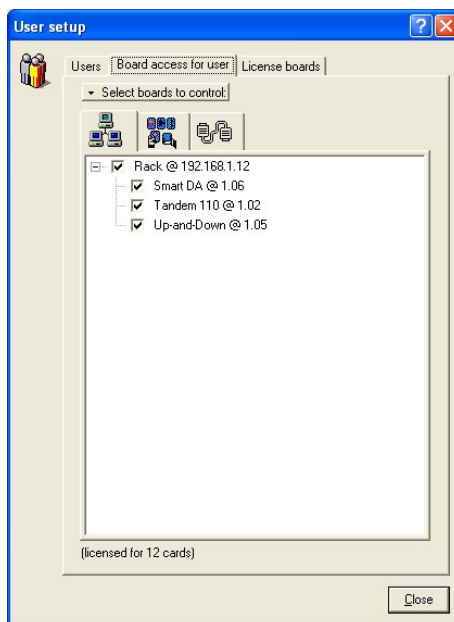 User setup
Users
Board access for user
License boards
Select boards to control:
Rack @ 192.168.1.12
Smart DA @ 1.06
Tandem 110 @ 1.02
Up-and-Down @ 1.05
(licensed for 12 cards)
Close